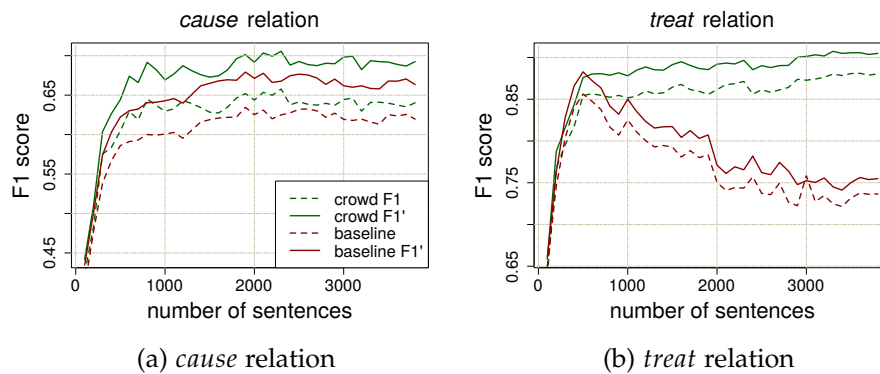 cause relation
F1 score
0.65
0.55
0.45
crowd F1
crowd F1'
baseline
baseline F1'
0 1000 2000 3000
number of sentences
(a) cause relation
treat relation
F1 score
0.85
0.75
0.65
0 1000 2000 3000
number of sentences
(b) treat relation